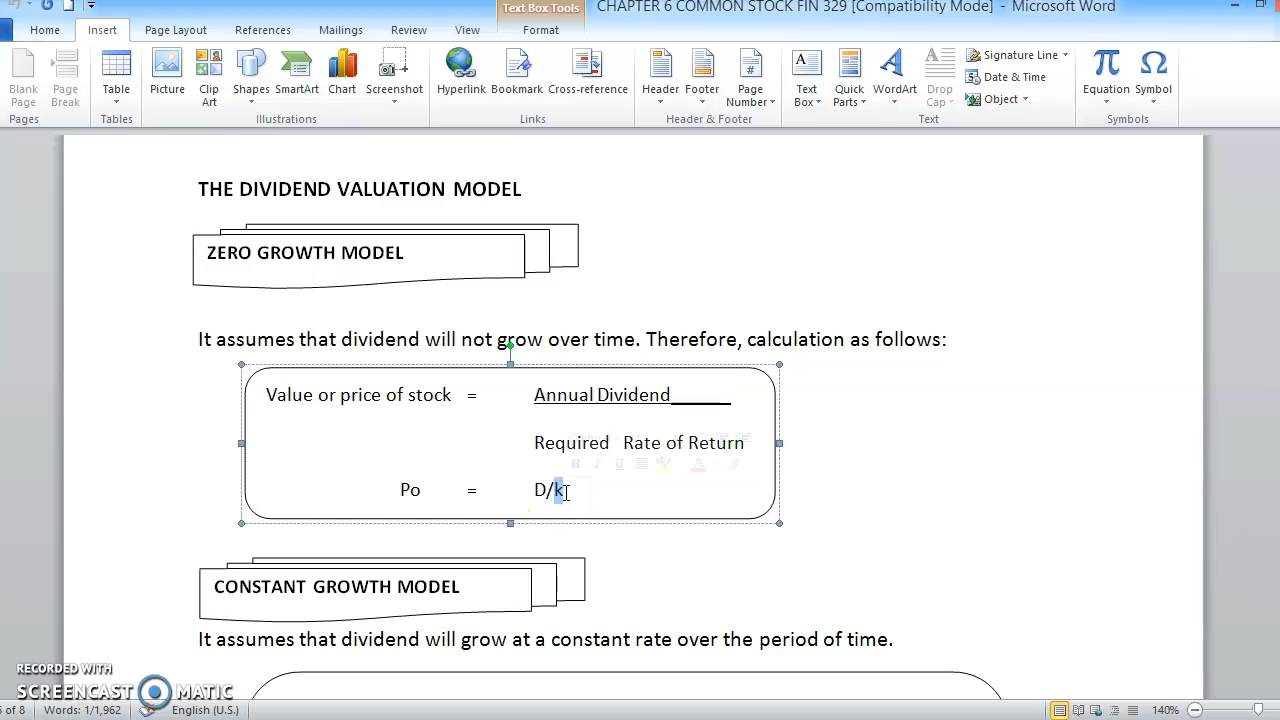 Text Box Tools
CHAPTER 6 COMMON STOCK FIN 329 [Compatibility Mode] - Microsoft Word
Home Insert Page Layout References Mailings Review View Format
Blank Page
Page Break
Table
Picture
Clip Art
Shapes
SmartArt
Chart
Screenshot
Hyperlink
Bookmark
Cross-reference
Header
Footer
Page Number
Text Box
Quick Parts
WordArt
Drop Cap
Signature Line
Date & Time
Object
Equation
Symbol
Pages Tables Illustrations Links Header & Footer Text Symbols
THE DIVIDEND VALUATION MODEL
ZERO GROWTH MODEL
It assumes that dividend will not grow over time. Therefore, calculation as follows:
Value or price of stock = Annual Dividend
Required Rate of Return
Po = D/k
CONSTANT GROWTH MODEL
It assumes that dividend will grow at a constant rate over the period of time.
RECORDED WITH
SCREENCAST MATIC
of 8 Words: 1/1,962 English (U.S.) 140%